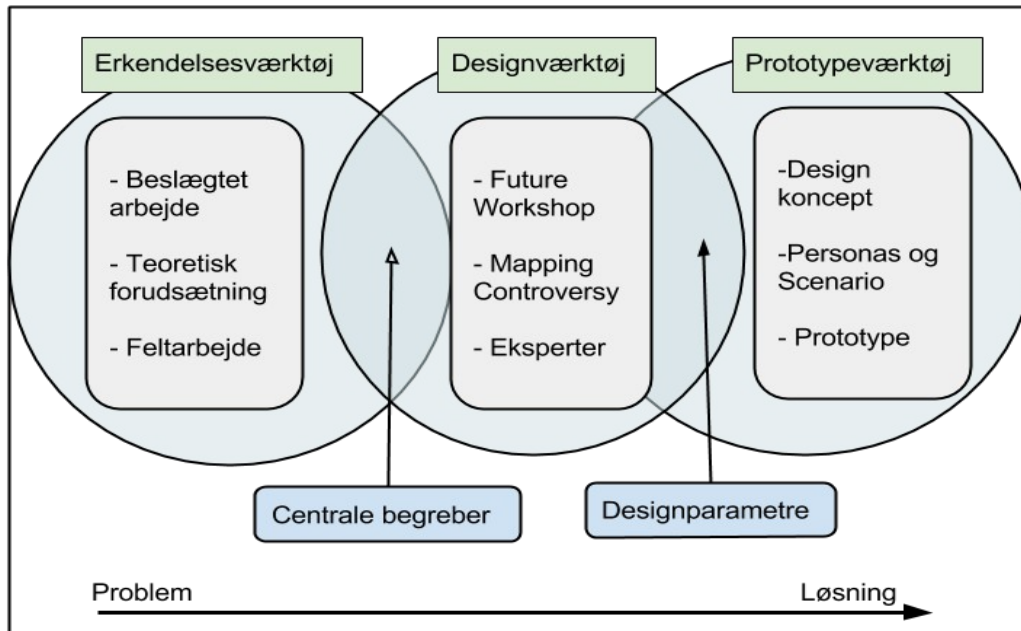 Erkendelsesværktøj
Designværktøj
Prototypeværktøj
- Beslægtet
arbejde
- Teoretisk
forudsætning
- Feltarbejde
- Future
Workshop
- Mapping
Controversy
- Eksperter
-Design
koncept
-Personas og
Scenario
- Prototype
Centrale begreber
Designparametre
Problem
Løsning